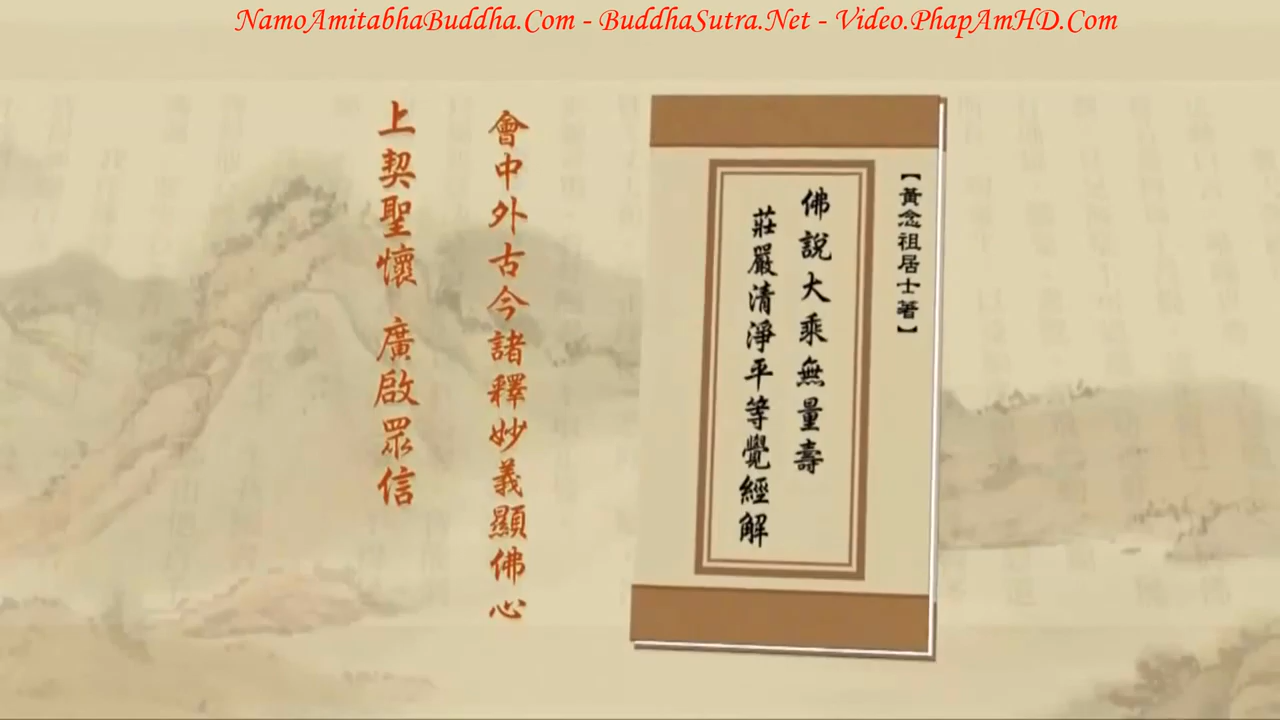 NamoAmitabhaBuddha.Com - BuddhaSutra.Net - Video.PhapAmHD.Com
【黃念祖居士著】
佛說大乘無量壽
莊嚴清淨平等覺經解
會中外古今諸釋妙義顯佛心
上契聖懷 廣啟眾信